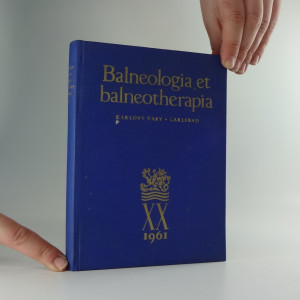 Balneologia et
balneotherapia
KARLOVY VARY - CARLSBAD
XX
1961